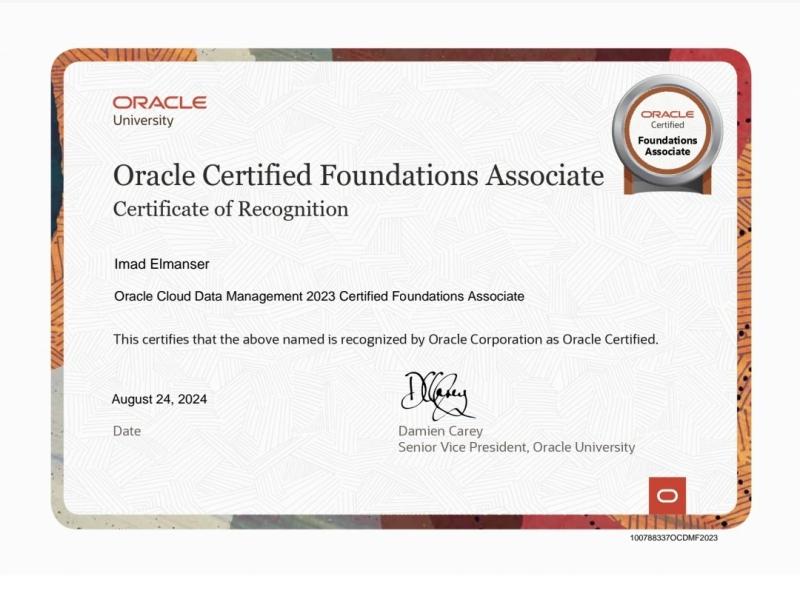 ORACLE
University
ORACLE
Certified
Foundations
Associate
Oracle Certified Foundations Associate
Certificate of Recognition
Imad Elmanser
Oracle Cloud Data Management 2023 Certified Foundations Associate
This certifies that the above named is recognized by Oracle Corporation as Oracle Certified.
August 24, 2024
Date
DCarey
Damien Carey
Senior Vice President, Oracle University
100788337OCDMF2023